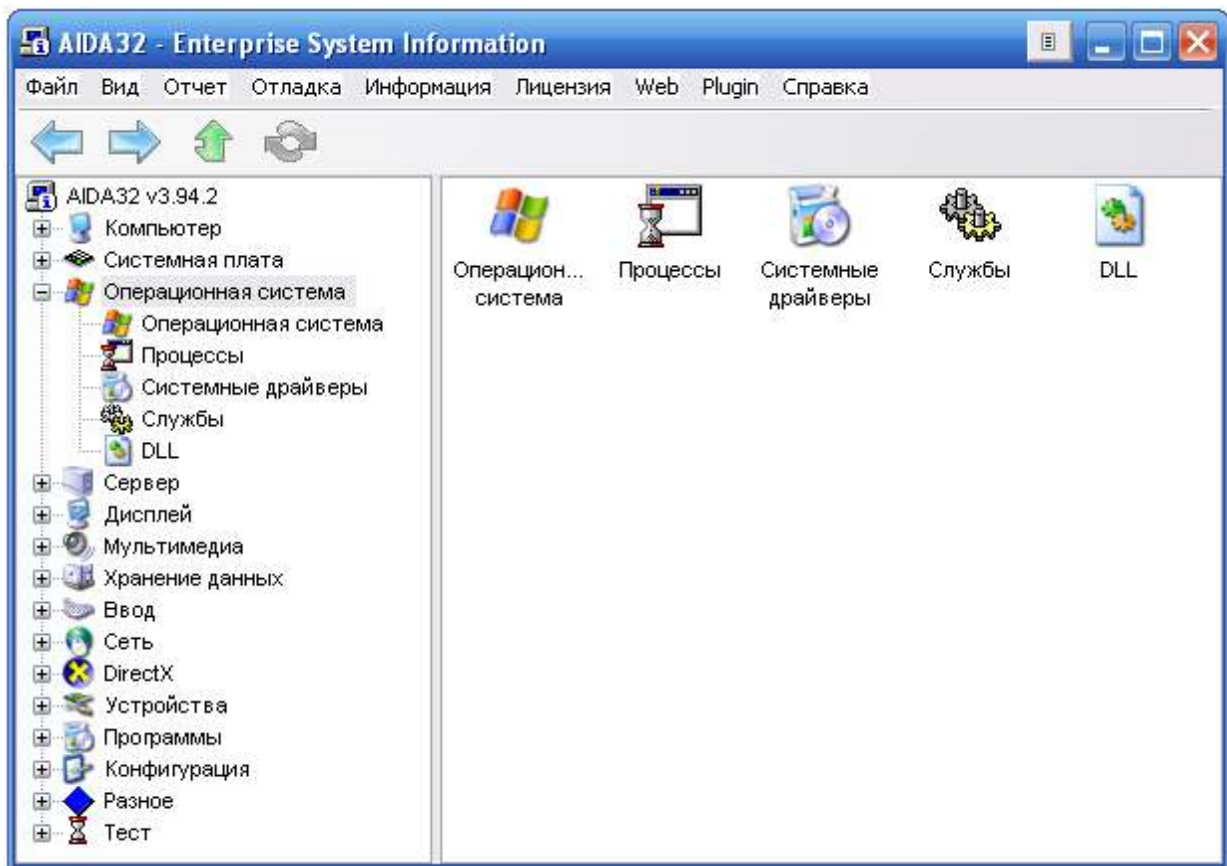 AIDA32 - Enterprise System Information
Файл Вид Отчет Отладка Информация Лицензия Web Plugin Справка
AIDA32 v3.94.2
Компьютер
Системная плата
Операционная система
Операционная система
Процессы
Системные драйверы
Службы
DLL
Сервер
Дисплей
Мультимедиа
Хранение данных
Ввод
Сеть
DirectX
Устройства
Программы
Конфигурация
Разное
Тест
Операцион...
система
Процессы
Системные
драйверы
Службы
DLL